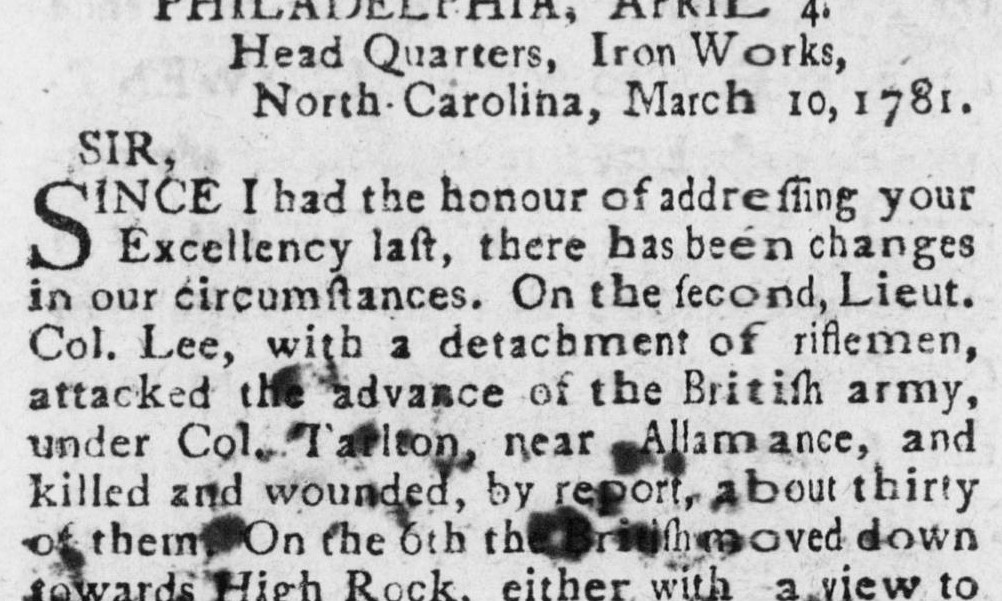 PHILADELPHIA, APRIL 4.
Head Quarters, Iron Works,
North-Carolina, March 10, 1781.
SIR,
SINCE I had the honour of addreſſing your
Excellency laſt, there has been changes
in our circumſtances. On the ſecond, Lieut.
Col. Lee, with a detachment of riflemen,
attacked the advance of the Britiſh army,
under Col. Tarlton, near Allamance, and
killed and wounded, by report, about thirty
of them. On the 6th the Britiſh moved down
towards High Rock, either with a view to